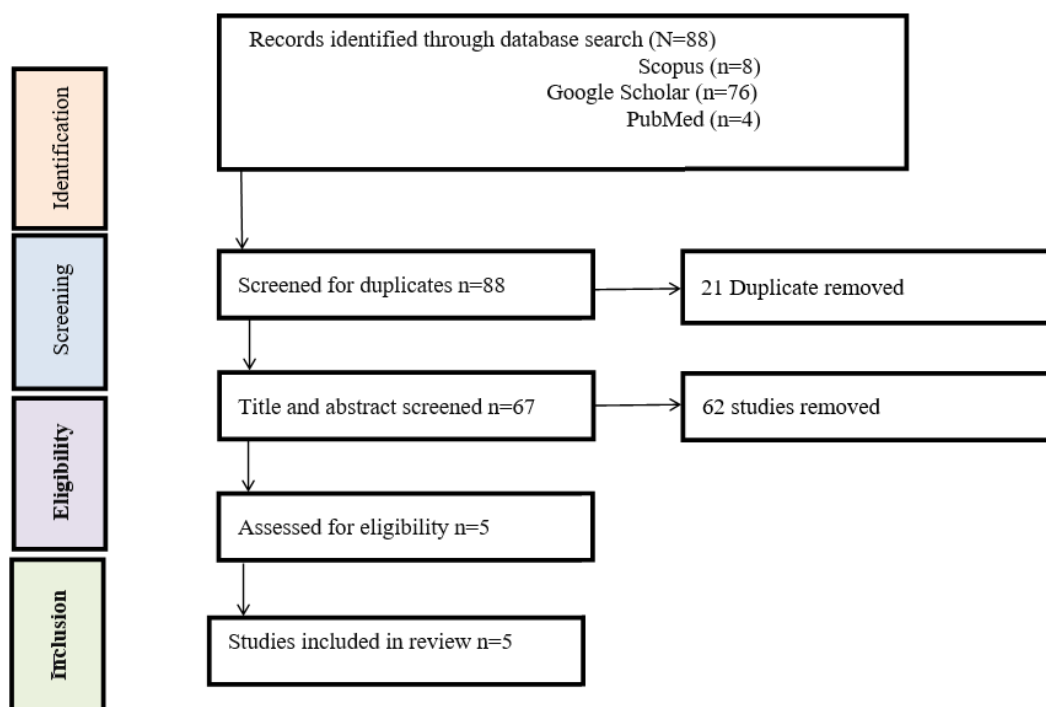 Records identified through database search (N=88)
Scopus (n=8)
Google Scholar (n=76)
PubMed (n=4)
Identification
Screened for duplicates n=88
21 Duplicate removed
Screening
Title and abstract screened n=67
62 studies removed
Eligibility
Assessed for eligibility n=5
Inclusion
Studies included in review n=5